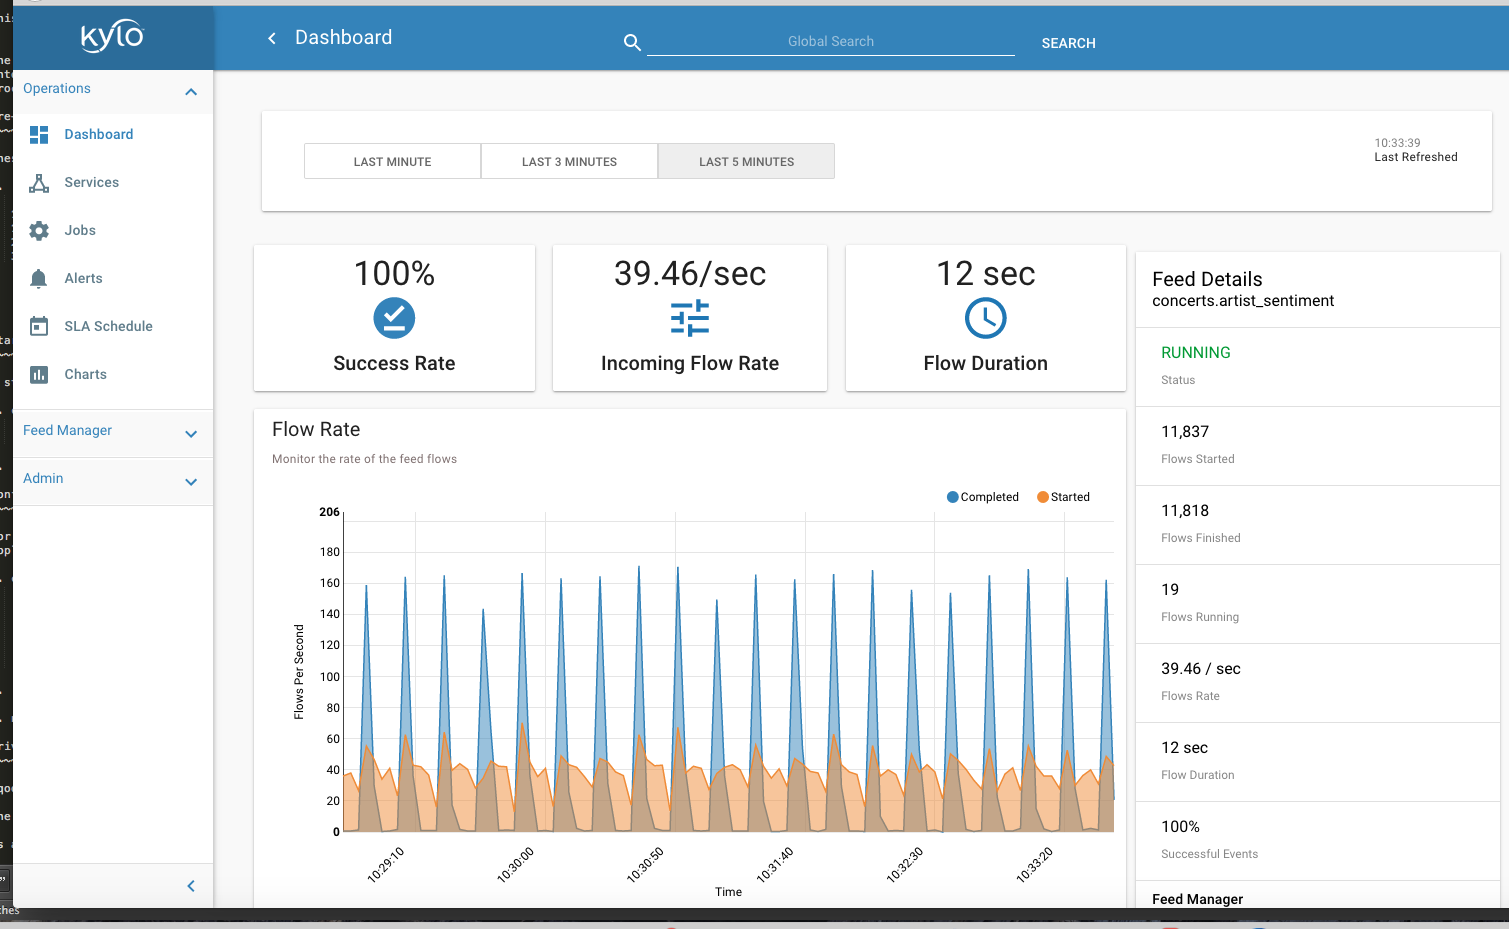 kylo
Dashboard
Global Search
SEARCH
Operations
Dashboard
Services
Jobs
Alerts
SLA Schedule
Charts
Feed Manager
Admin
LAST MINUTE
LAST 3 MINUTES
LAST 5 MINUTES
10:33:39
Last Refreshed
100%
Success Rate
39.46/sec
Incoming Flow Rate
12 sec
Flow Duration
Flow Rate
Monitor the rate of the feed flows
Completed
Started
206
180
160
140
120
100
80
60
40
20
0
Flows Per Second
10:29:10
10:30:00
10:30:50
10:31:40
10:32:30
10:33:20
Time
Feed Details
concerts.artist_sentiment
RUNNING
Status
11,837
Flows Started
11,818
Flows Finished
19
Flows Running
39.46 / sec
Flows Rate
12 sec
Flow Duration
100%
Successful Events
Feed Manager